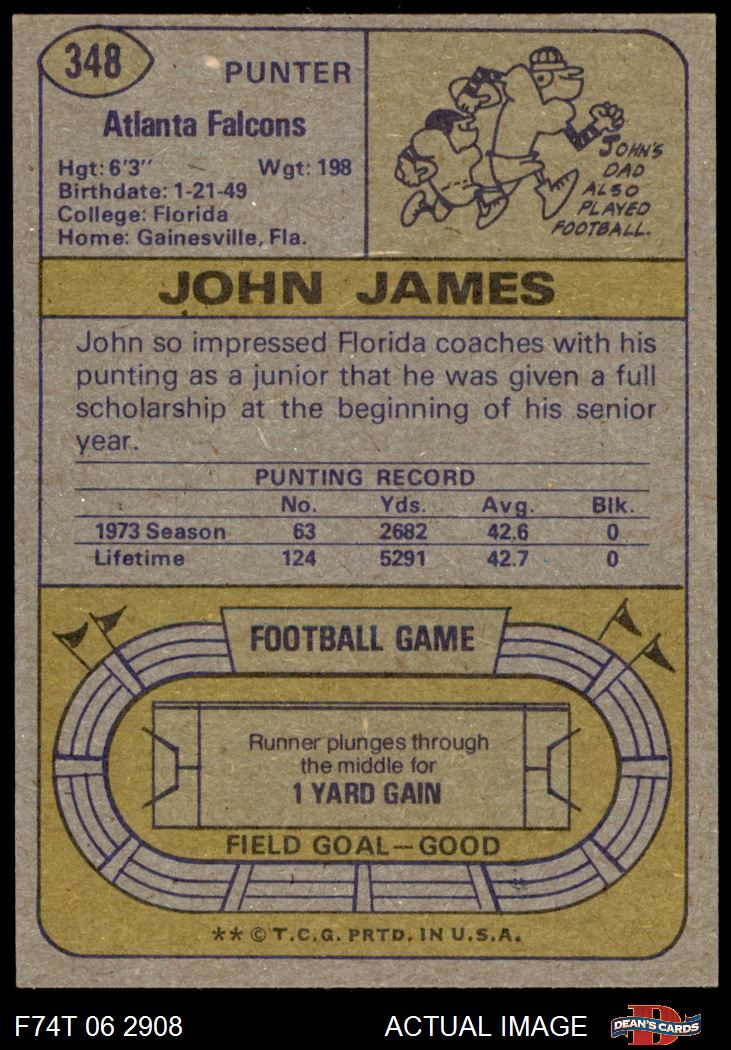 348
PUNTER
Atlanta Falcons
Hgt: 6'3" Wgt: 198
Birthdate: 1-21-49
College: Florida
Home: Gainesville, Fla.
JOHN'S
DAD
ALSO
PLAYED
FOOTBALL.
JOHN JAMES
John so impressed Florida coaches with his
punting as a junior that he was given a full
scholarship at the beginning of his senior
year.
PUNTING RECORD
No. Yds. Avg. Blk.
1973 Season 63 2682 42.6 0
Lifetime 124 5291 42.7 0
FOOTBALL GAME
Runner plunges through
the middle for
1 YARD GAIN
FIELD GOAL—GOOD
** © T.C.G. PRTD. IN U.S.A.
F74T 06 2908 ACTUAL IMAGE
D
DEAN'S CARDS